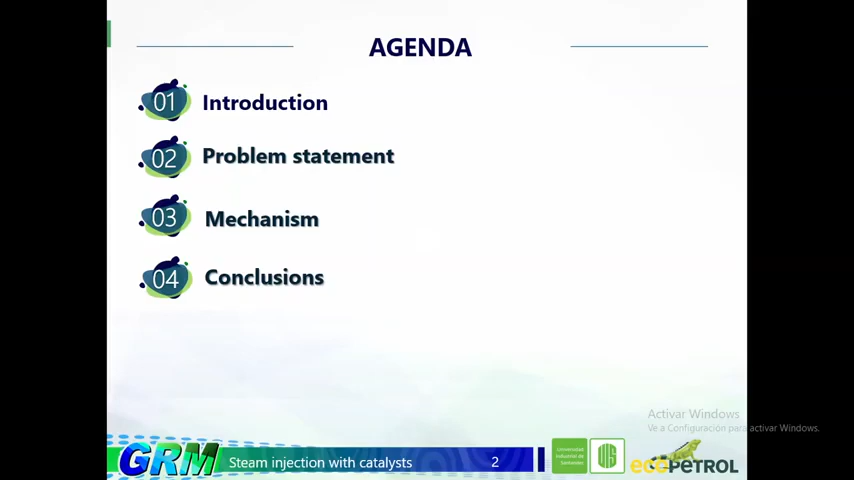 AGENDA
01 Introduction
02 Problem statement
03 Mechanism
04 Conclusions
Activar Windows
Ve a Configuración para activar Windows.
GRM
Steam injection with catalysts
2
Universidad
Industrial de
Santander
UIS
ecoPETROL